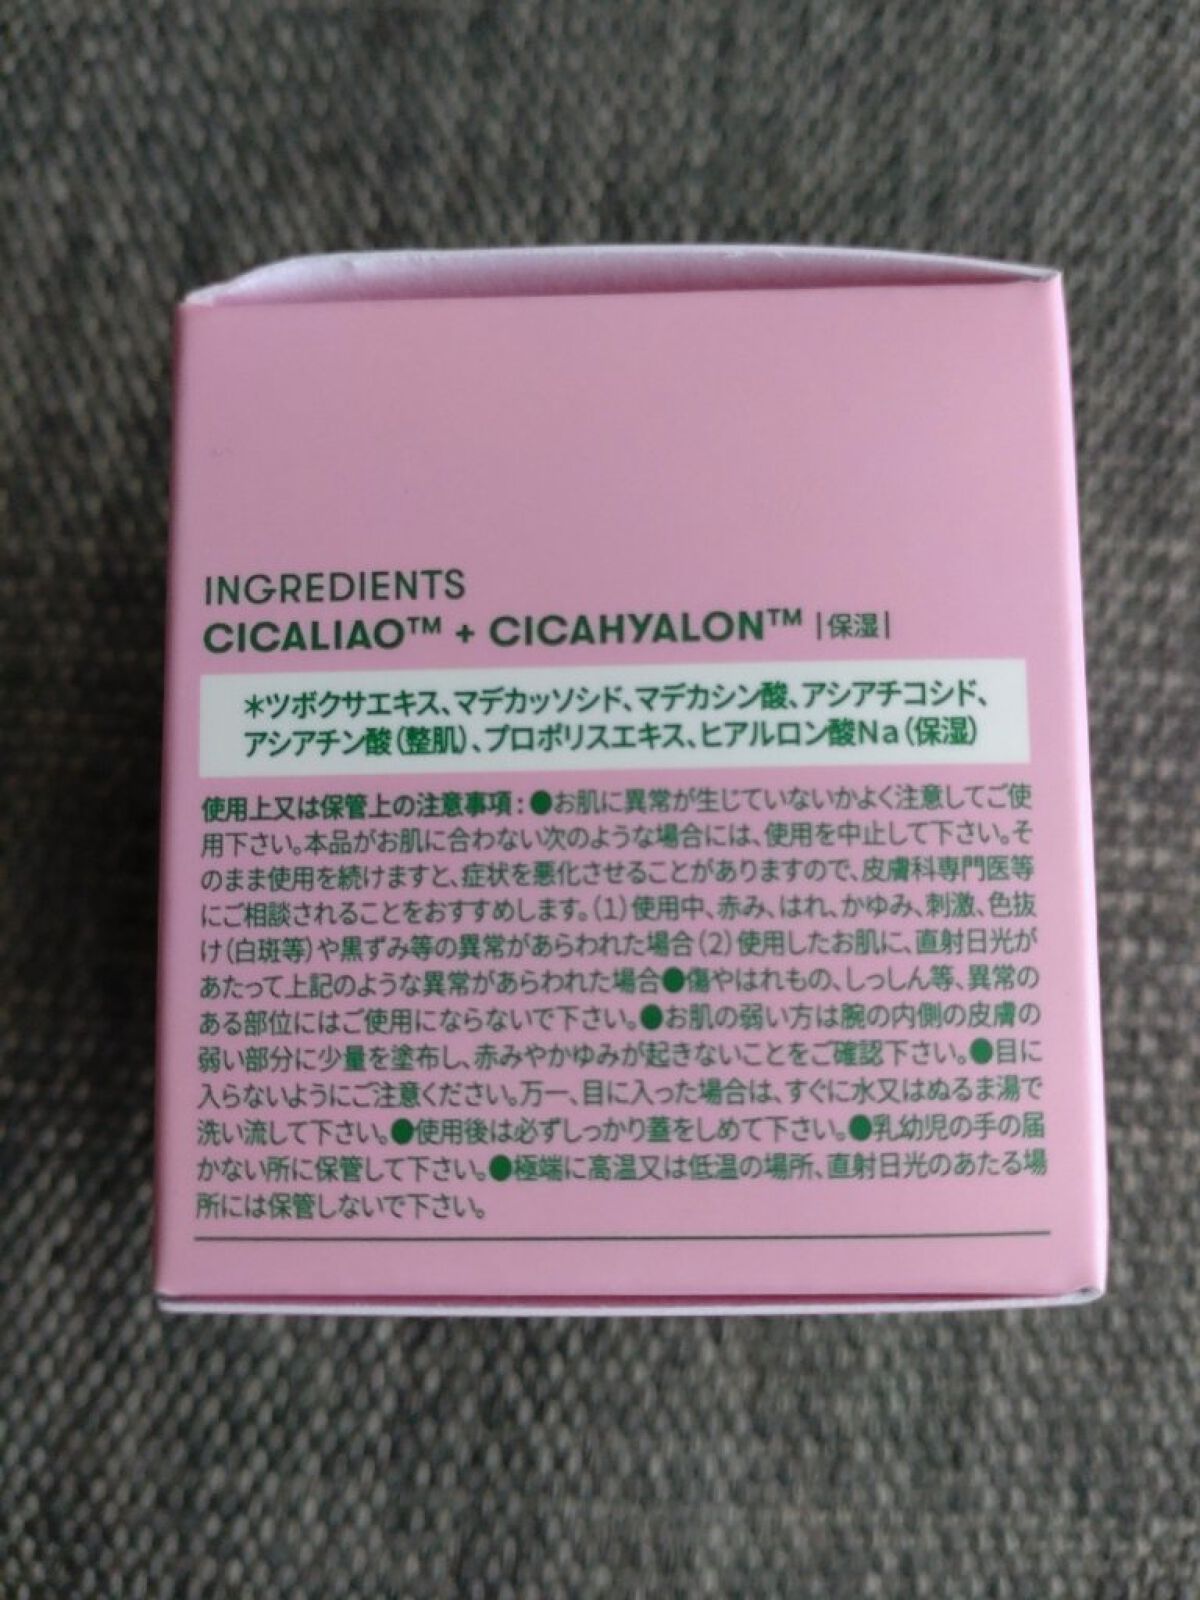 INGREDIENTS
CICALIAO™ + CICAHYALON™ |保湿|
＊ツボクサエキス、マデカッソシド、マデカシン酸、アシアチコシド、
アシアチン酸（整肌）、プロポリスエキス、ヒアルロン酸Na（保湿）
使用上又は保管上の注意事項：●お肌に異常が生じていないかよく注意してご使
用下さい。本品がお肌に合わない次のような場合には、使用を中止して下さい。そ
のまま使用を続けますと、症状を悪化させることがありますので、皮膚科専門医等
にご相談されることをおすすめします。（1）使用中、赤み、はれ、かゆみ、刺激、色抜
け（白斑等）や黒ずみ等の異常があらわれた場合（2）使用したお肌に、直射日光が
あたって上記のような異常があらわれた場合●傷やはれもの、しっしん等、異常の
ある部位にはご使用にならないで下さい。●お肌の弱い方は腕の内側の皮膚の
弱い部分に少量を塗布し、赤みやかゆみが起きないことをご確認下さい。●目に
入らないようにご注意ください。万一、目に入った場合は、すぐに水又はぬるま湯で
洗い流して下さい。●使用後は必ずしっかり蓋をしめて下さい。●乳幼児の手の届
かない所に保管して下さい。●極端に高温又は低温の場所、直射日光のあたる場
所には保管しないで下さい。